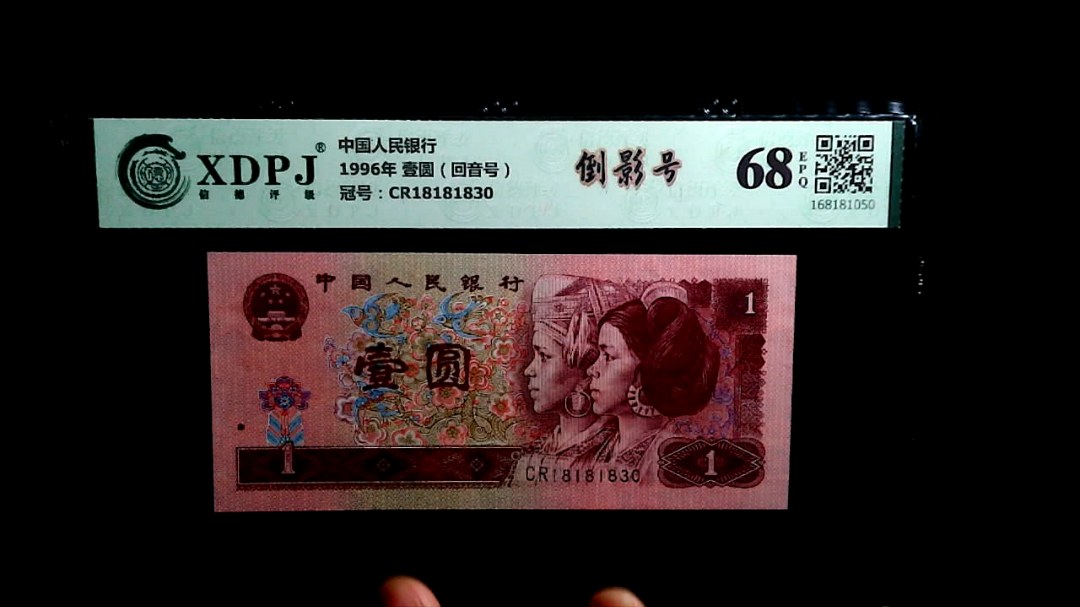 XDPJ®
信德评级
中国人民银行
1996年 壹圆（回音号）
冠号：CR18181830
倒影号
68
EPQ
168181050
中国人民银行
1
壹圆
1
CR18181830
1